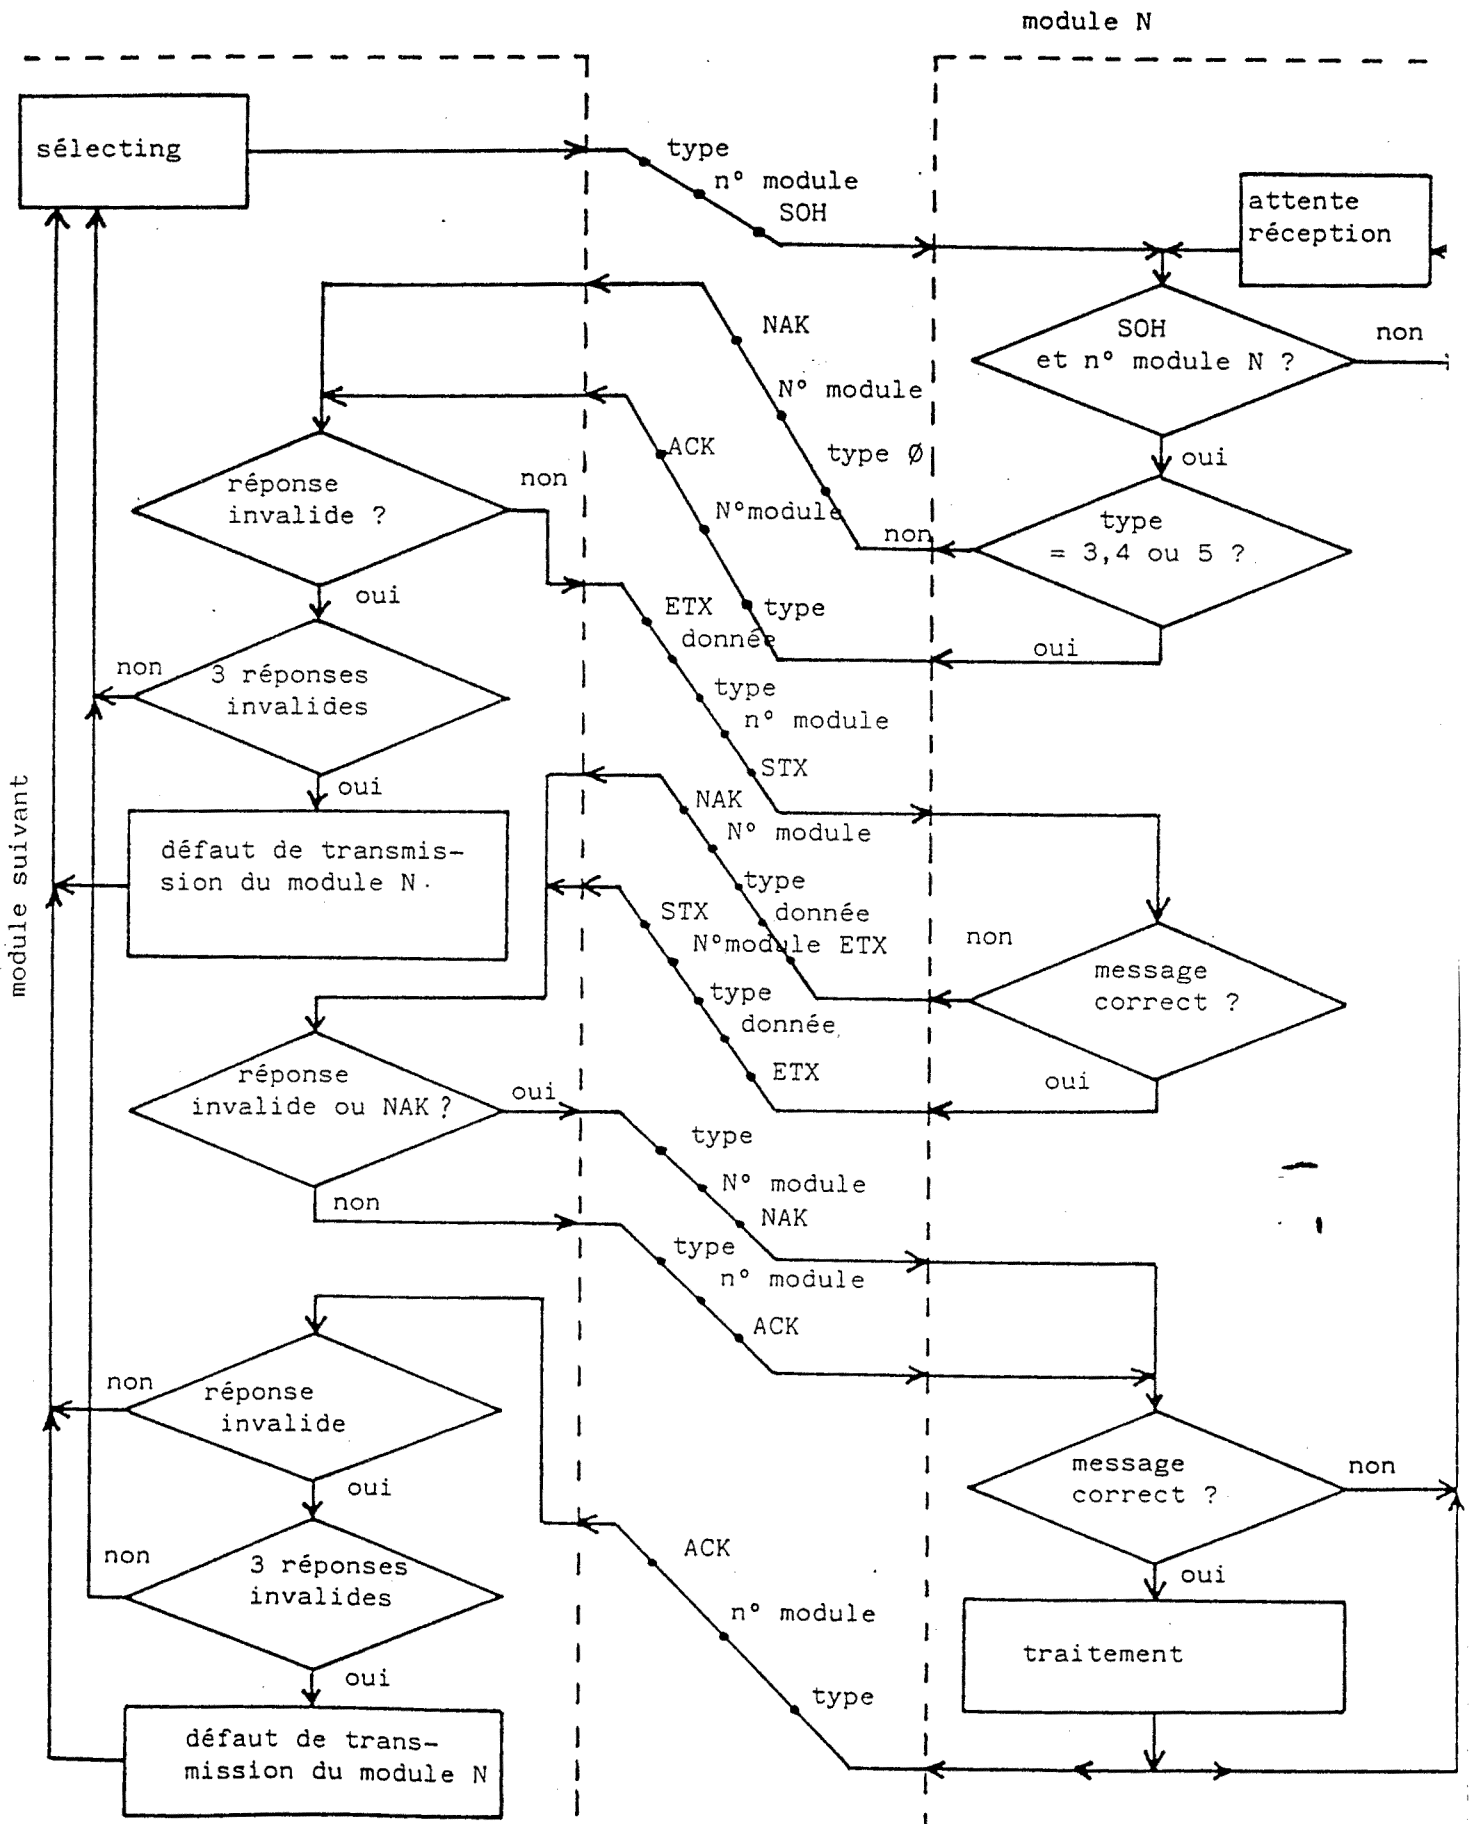 module N
sélecting
type
n° module
SOH
attente
réception
SOH
et n° module N ?
non
oui
NAK
N° module
type Ø
non
type
= 3,4 ou 5 ?
oui
ACK
N°module
type
réponse
invalide ?
non
oui
ETX
donnée
type
n° module
STX
3 réponses
invalides
non
oui
défaut de transmis-
sion du module N
module suivant
NAK
N° module
type
donnée
ETX
STX
N°module
type
donnée
ETX
non
message
correct ?
oui
réponse
invalide ou NAK ?
oui
non
type
N° module
NAK
type
n° module
ACK
réponse
invalide
non
oui
message
correct ?
non
oui
3 réponses
invalides
non
oui
ACK
n° module
type
traitement
défaut de trans-
mission du module N